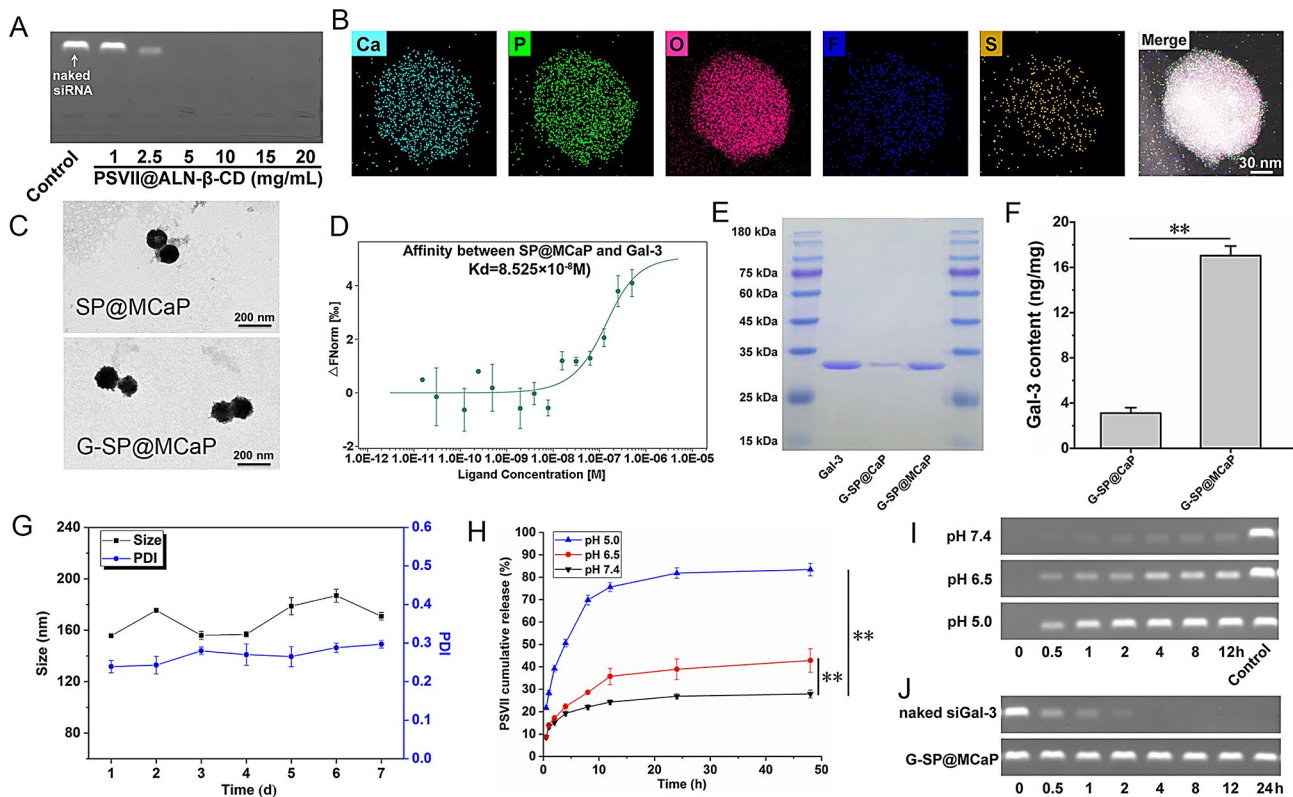 A
naked
siRNA
Control
1 2.5 5 10 15 20
PSVII@ALN-β-CD (mg/mL)
B
Ca
P
O
F
S
Merge
30 nm
C
SP@MCaP
200 nm
G-SP@MCaP
200 nm
D
Affinity between SP@MCaP and Gal-3
Kd=8.525×10⁻⁸M)
△FNorm [‰]
4
2
0
-2
1.0E-12 1.0E-11 1.0E-10 1.0E-09 1.0E-08 1.0E-07 1.0E-06 1.0E-05
Ligand Concentration [M]
E
180 kDa
75 kDa
60 kDa
45 kDa
35 kDa
25 kDa
15 kDa
Gal-3
G-SP@CaP
G-SP@MCaP
F
**
Gal-3 content (ng/mg)
20
16
12
8
4
0
G-SP@CaP
G-SP@MCaP
G
Size
PDI
Size (nm)
240
200
160
120
80
PDI
0.6
0.5
0.4
0.3
0.2
0.1
0.0
1 2 3 4 5 6 7
Time (d)
H
pH 5.0
pH 6.5
pH 7.4
PSVII cumulative release (%)
100
90
80
70
60
50
40
30
20
10
0
0 10 20 30 40 50
Time (h)
**
**
I
pH 7.4
pH 6.5
pH 5.0
0 0.5 1 2 4 8 12h Control
J
naked siGal-3
G-SP@MCaP
0 0.5 1 2 4 8 12 24h